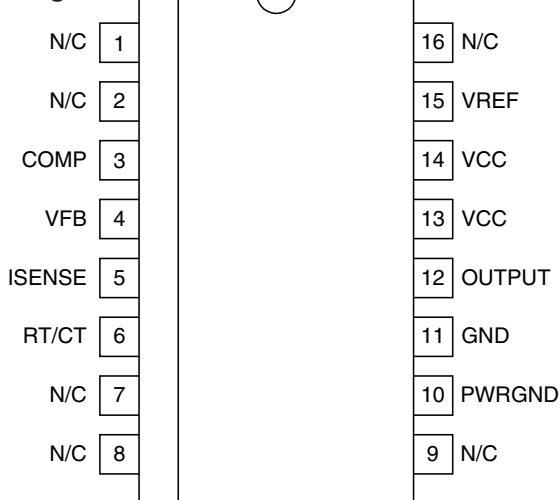 N/C 1
N/C 2
COMP 3
VFB 4
ISENSE 5
RT/CT 6
N/C 7
N/C 8
16 N/C
15 VREF
14 VCC
13 VCC
12 OUTPUT
11 GND
10 PWRGND
9 N/C